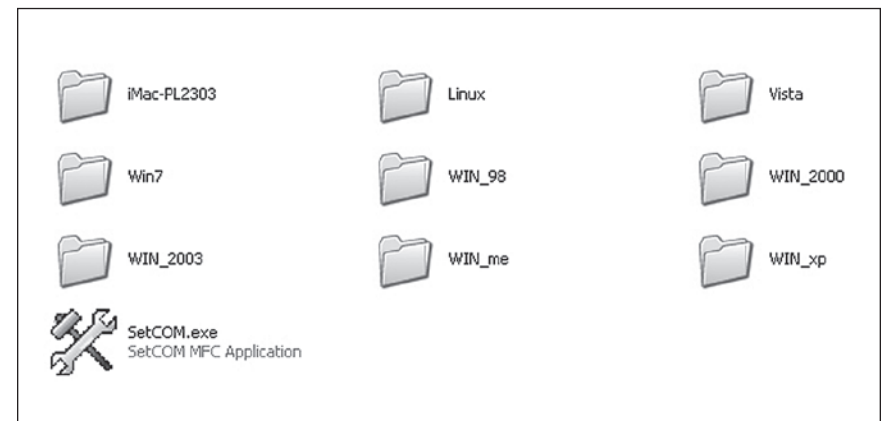 iMac-PL2303
Linux
Vista
Win7
WIN_98
WIN_2000
WIN_2003
WIN_me
WIN_xp
SetCOM.exe
SetCOM MFC Application